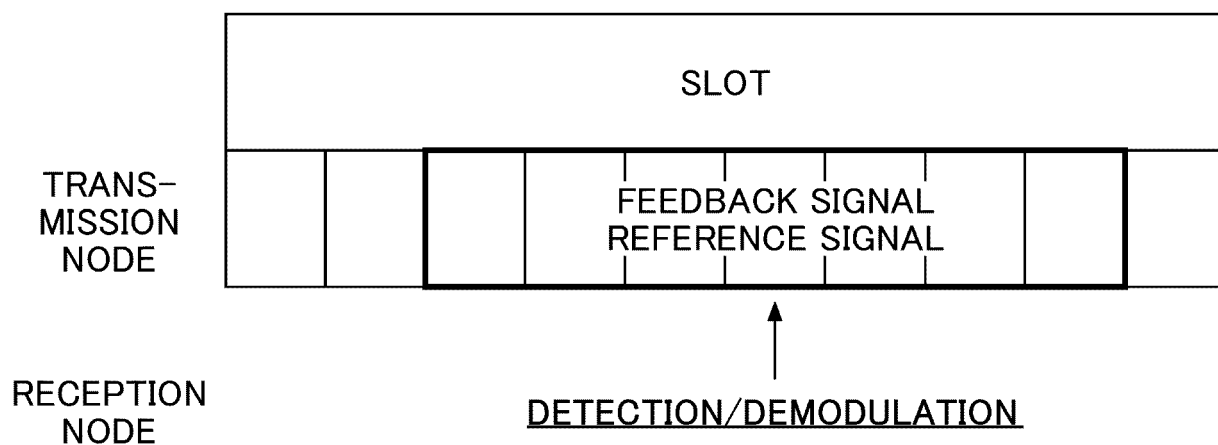 SLOT
TRANS-
MISSION
NODE
FEEDBACK SIGNAL
REFERENCE SIGNAL
RECEPTION
NODE
DETECTION/DEMODULATION